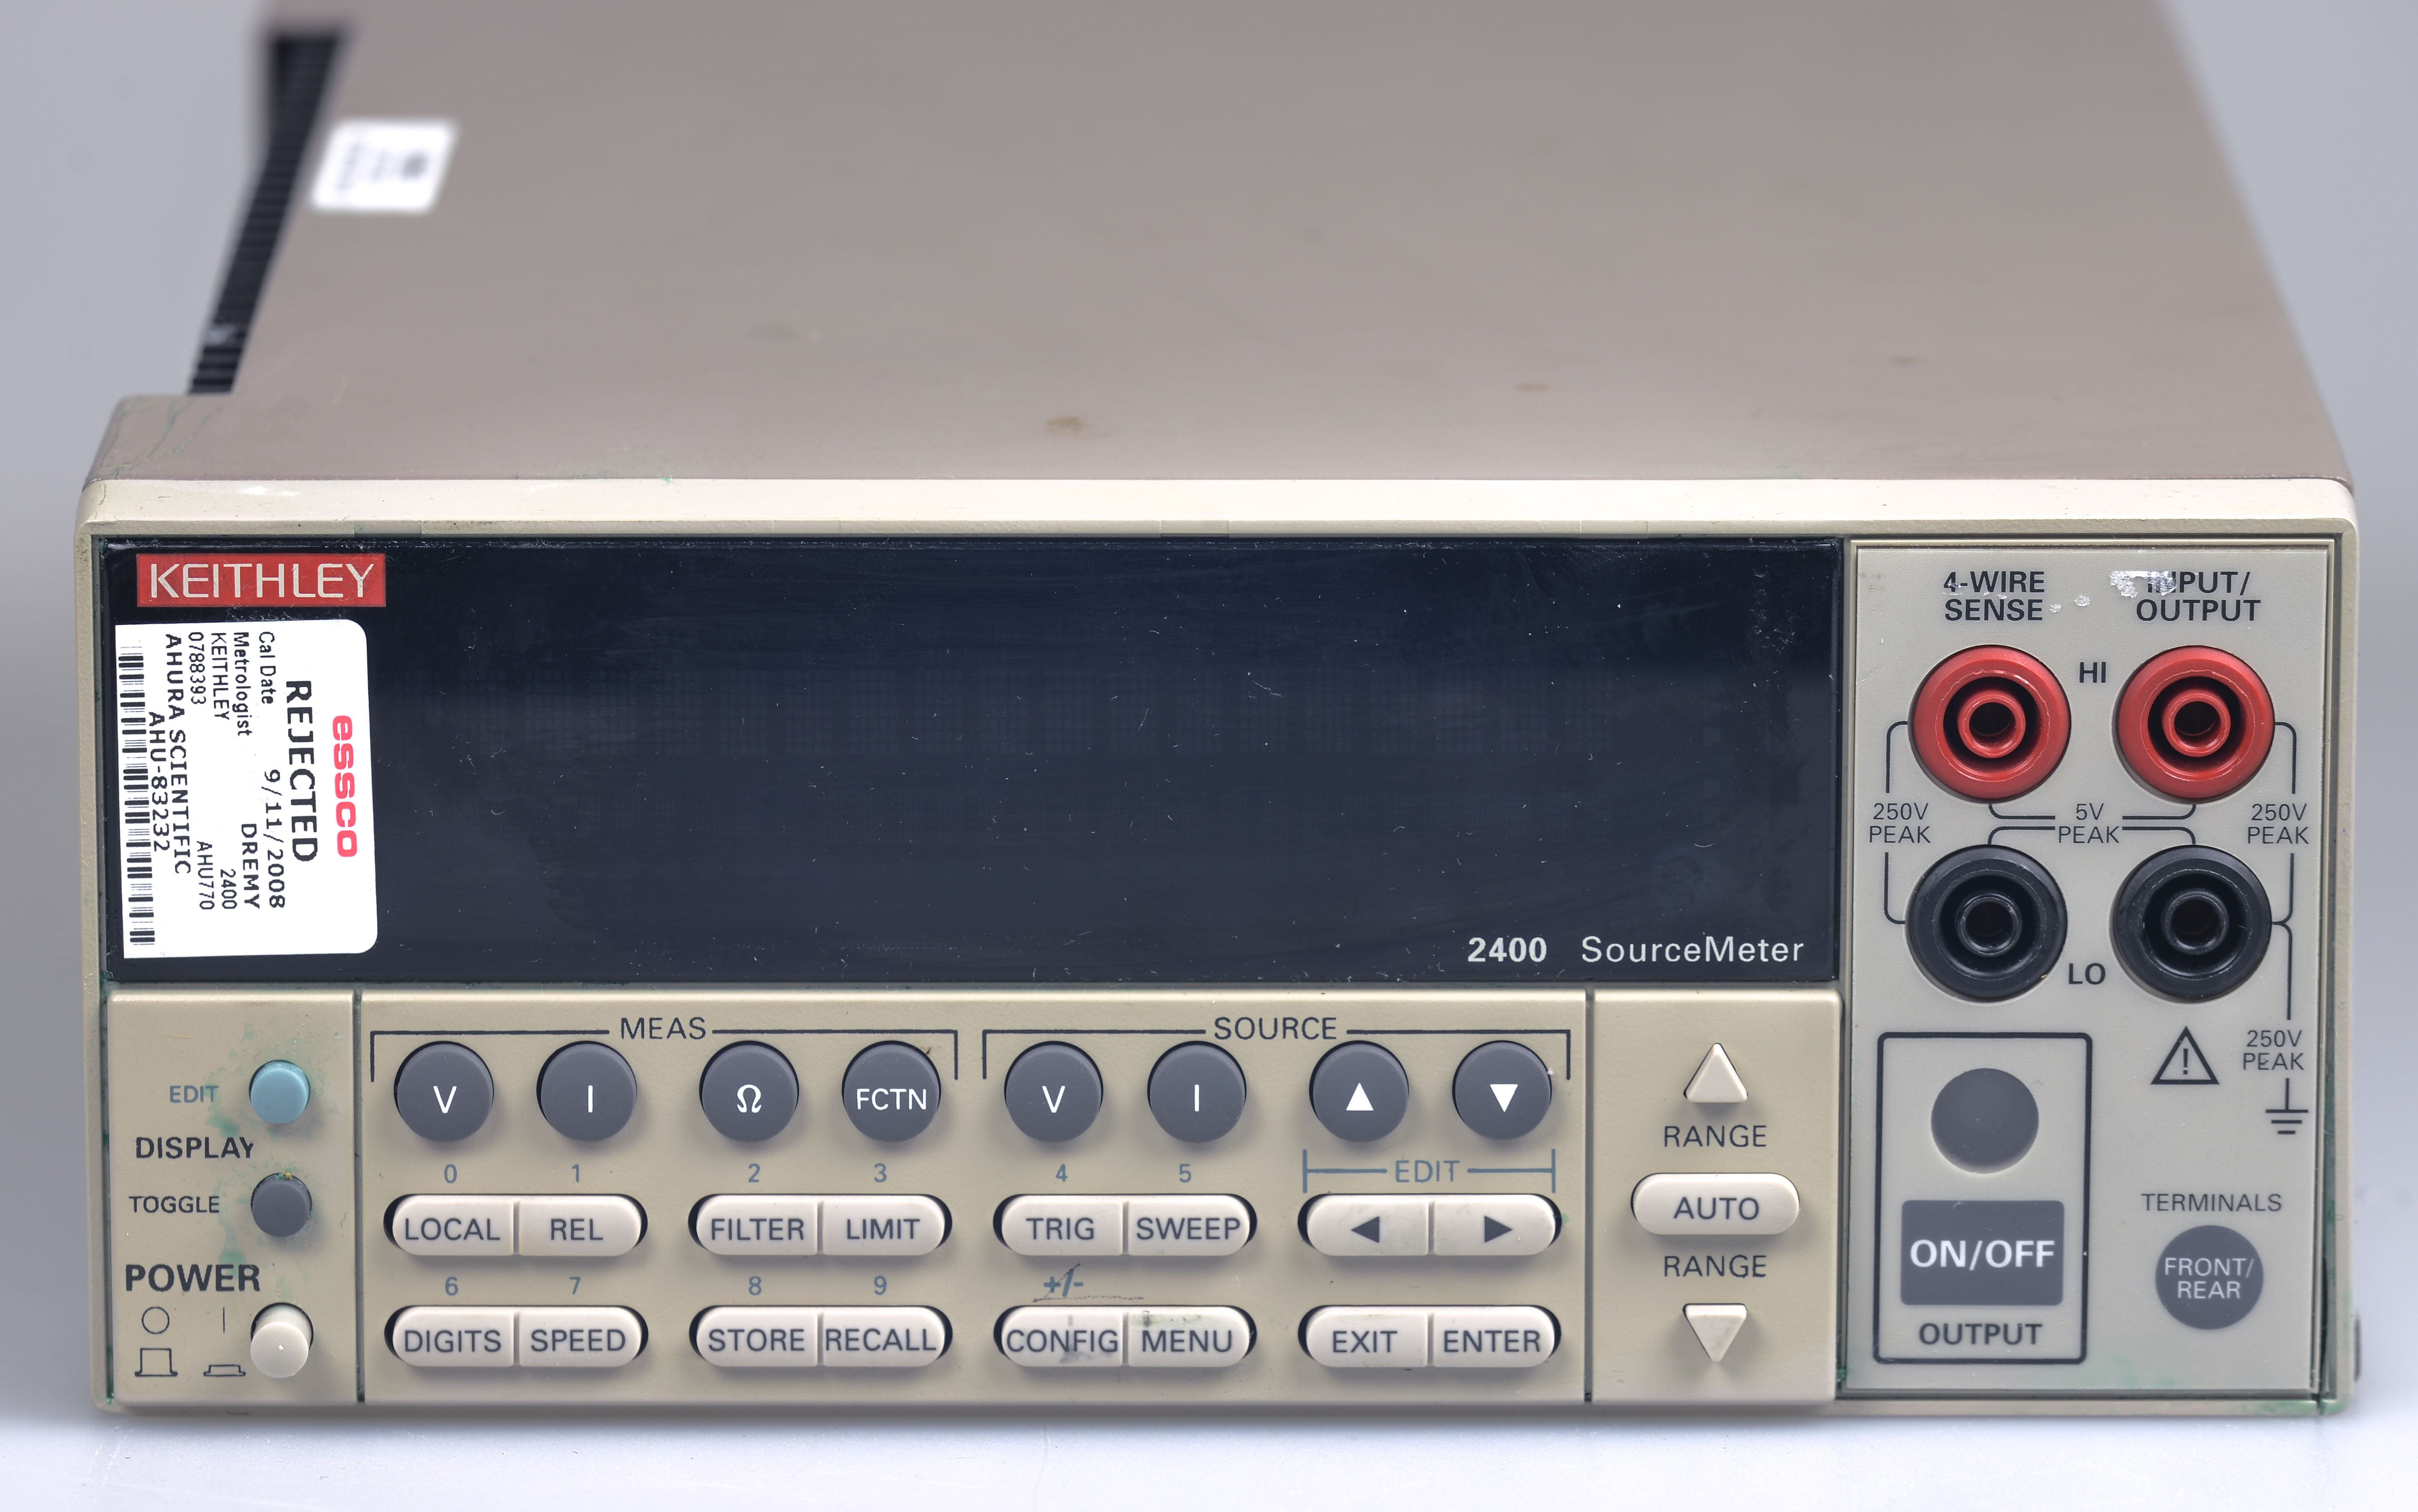 KEITHLEY
essco
REJECTED
Cal Date 9/11/2008
Metrologist DREMY
KEITHLEY 2400
0788393 AHU770
AHURA SCIENTIFIC
AHU-83232
2400 SourceMeter
4-WIRE SENSE
INPUT/ OUTPUT
HI
250V PEAK
5V PEAK
250V PEAK
LO
250V PEAK
EDIT
DISPLAY
TOGGLE
POWER
MEAS
V I Ω FCTN
0 1 2 3
LOCAL REL FILTER LIMIT
6 7 8 9
DIGITS SPEED STORE RECALL
SOURCE
V I ▲ ▼
4 5 EDIT
TRIG SWEEP ◀ ▶
+/-
CONFIG MENU EXIT ENTER
RANGE
AUTO
RANGE
ON/OFF
OUTPUT
TERMINALS
FRONT/
REAR